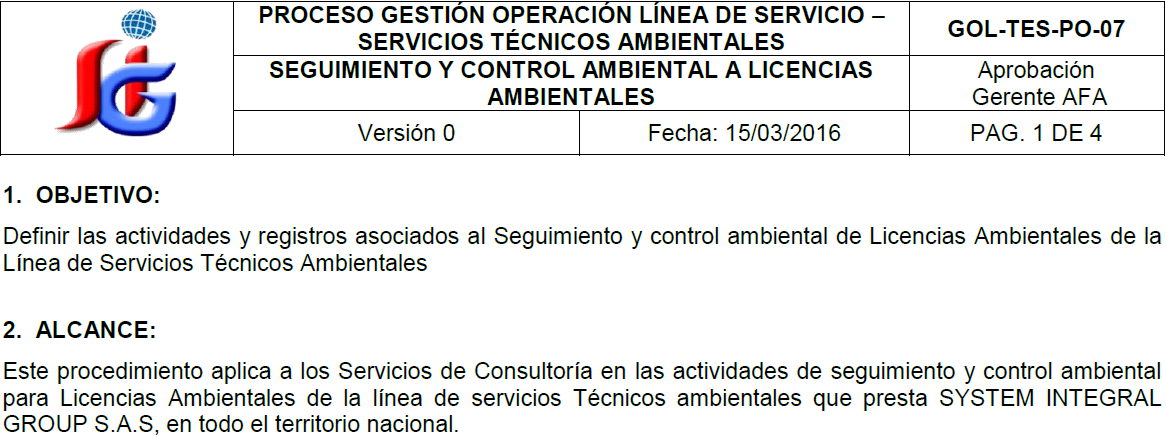 PROCESO GESTIÓN OPERACIÓN LÍNEA DE SERVICIO –
SERVICIOS TÉCNICOS AMBIENTALES
GOL-TES-PO-07
SEGUIMIENTO Y CONTROL AMBIENTAL A LICENCIAS
AMBIENTALES
Aprobación
Gerente AFA
Versión 0
Fecha: 15/03/2016
PAG. 1 DE 4
SiG
1. OBJETIVO:
Definir las actividades y registros asociados al Seguimiento y control ambiental de Licencias Ambientales de la
Línea de Servicios Técnicos Ambientales
2. ALCANCE:
Este procedimiento aplica a los Servicios de Consultoría en las actividades de seguimiento y control ambiental
para Licencias Ambientales de la línea de servicios Técnicos ambientales que presta SYSTEM INTEGRAL
GROUP S.A.S, en todo el territorio nacional.